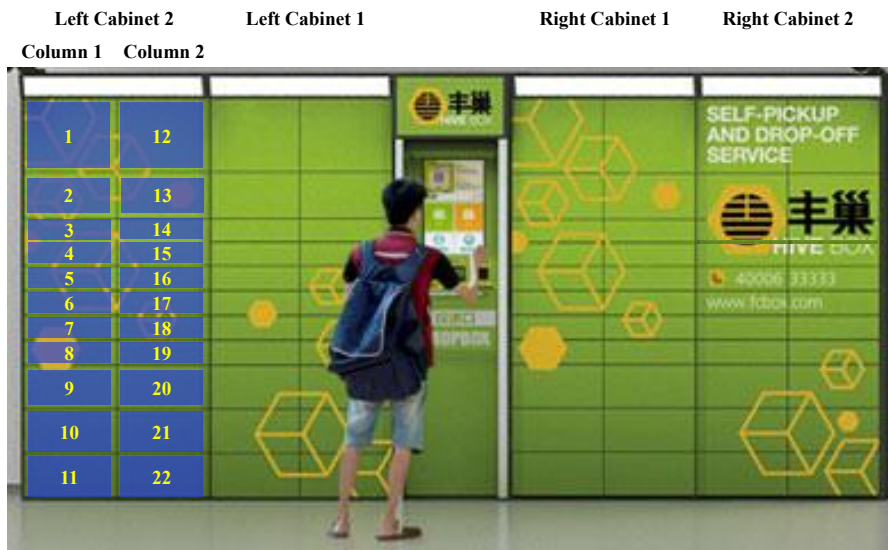 Left Cabinet 2
Left Cabinet 1
Right Cabinet 1
Right Cabinet 2
Column 1
Column 2
丰巢
HIVE BOX
SELF-PICKUP
AND DROP-OFF
SERVICE
丰巢
HIVE BOX
40006 33333
www.fcbox.com
1
12
2
13
3
14
4
15
5
16
6
17
7
18
8
19
9
20
10
21
11
22